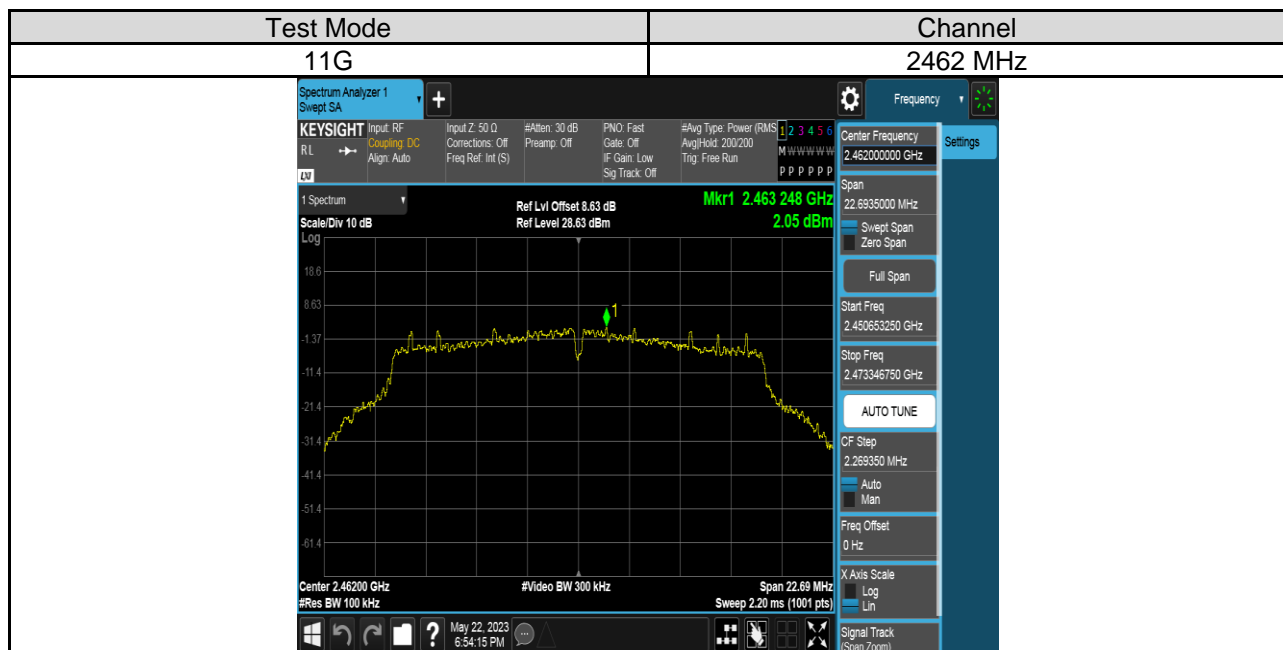 Test Mode Channel
11G 2462 MHz
Spectrum Analyzer 1
Swept SA
+
Frequency
KEYSIGHT
RL
LXI
Input: RF
Coupling: DC
Align: Auto
Input Z: 50 Ω
Corrections: Off
Freq Ref: Int (S)
#Atten: 30 dB
Preamp: Off
PNO: Fast
Gate: Off
IF Gain: Low
Sig Track: Off
#Avg Type: Power (RMS
Avg|Hold: 200/200
Trig: Free Run
1 2 3 4 5 6
M W W W W W
P P P P P P
1 Spectrum
Scale/Div 10 dB
Log
Ref Lvl Offset 8.63 dB
Ref Level 28.63 dBm
Mkr1 2.463 248 GHz
2.05 dBm
18.6
8.63
-1.37
-11.4
-21.4
-31.4
-41.4
-51.4
-61.4
1
Center 2.46200 GHz
#Res BW 100 kHz
#Video BW 300 kHz
Span 22.69 MHz
Sweep 2.20 ms (1001 pts)
Center Frequency
2.462000000 GHz
Span
22.6935000 MHz
Swept Span
Zero Span
Full Span
Start Freq
2.450653250 GHz
Stop Freq
2.473346750 GHz
AUTO TUNE
CF Step
2.269350 MHz
Auto
Man
Freq Offset
0 Hz
X Axis Scale
Log
Lin
Signal Track
(Span Zoom)
Settings
?
May 22, 2023
6:54:15 PM